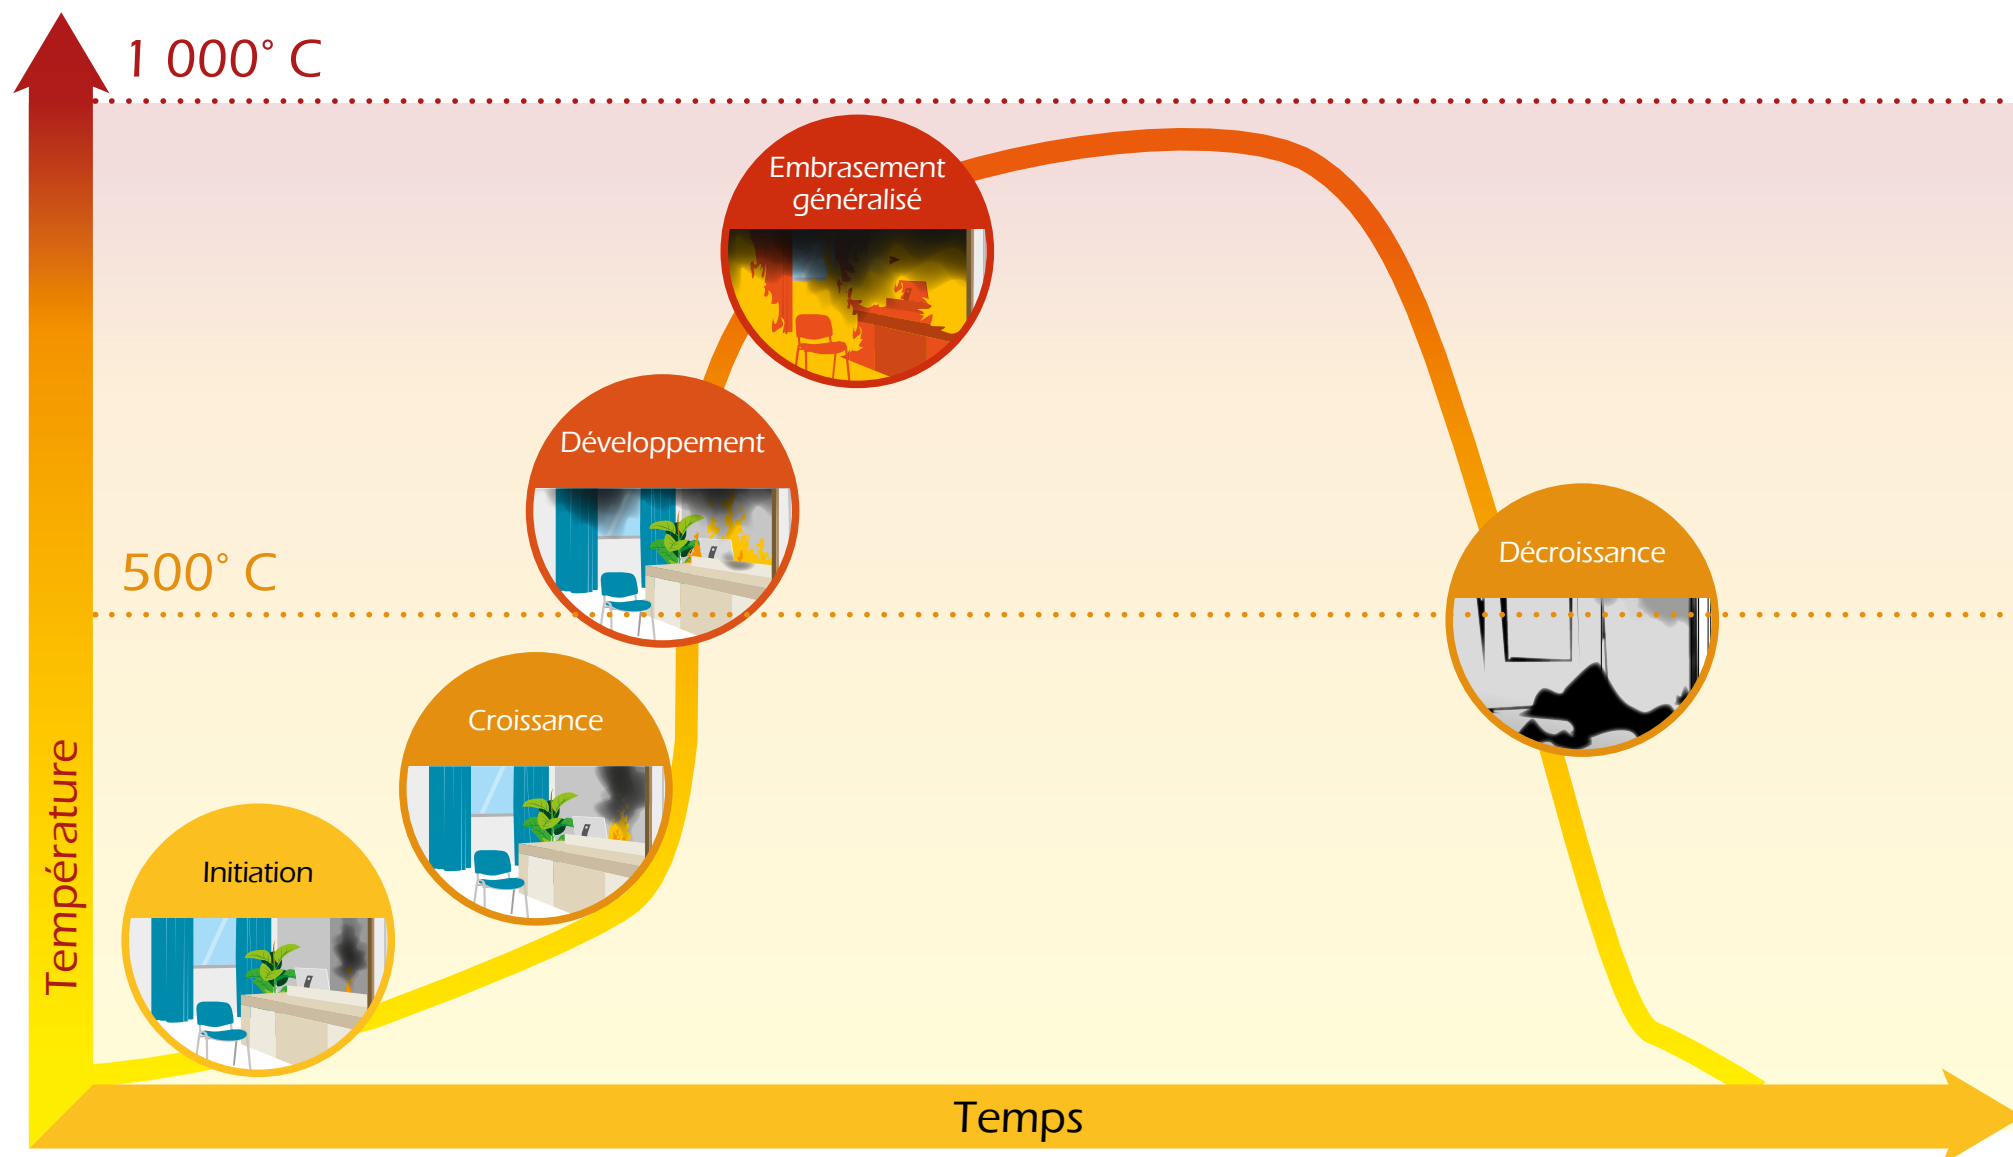 1 000° C
Embrasement
généralisé
Développement
500° C
Décroissance
Croissance
Température
Initiation
Temps